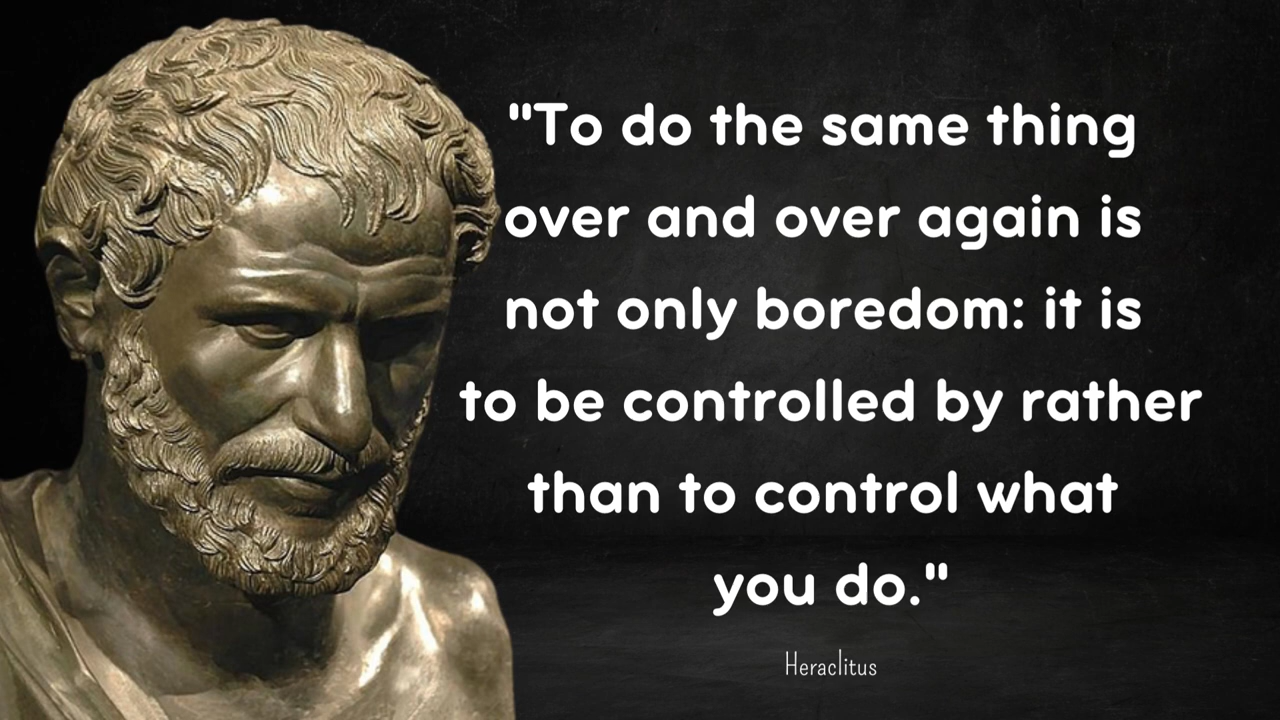 "To do the same thing
over and over again is
not only boredom: it is
to be controlled by rather
than to control what
you do."
Heraclitus